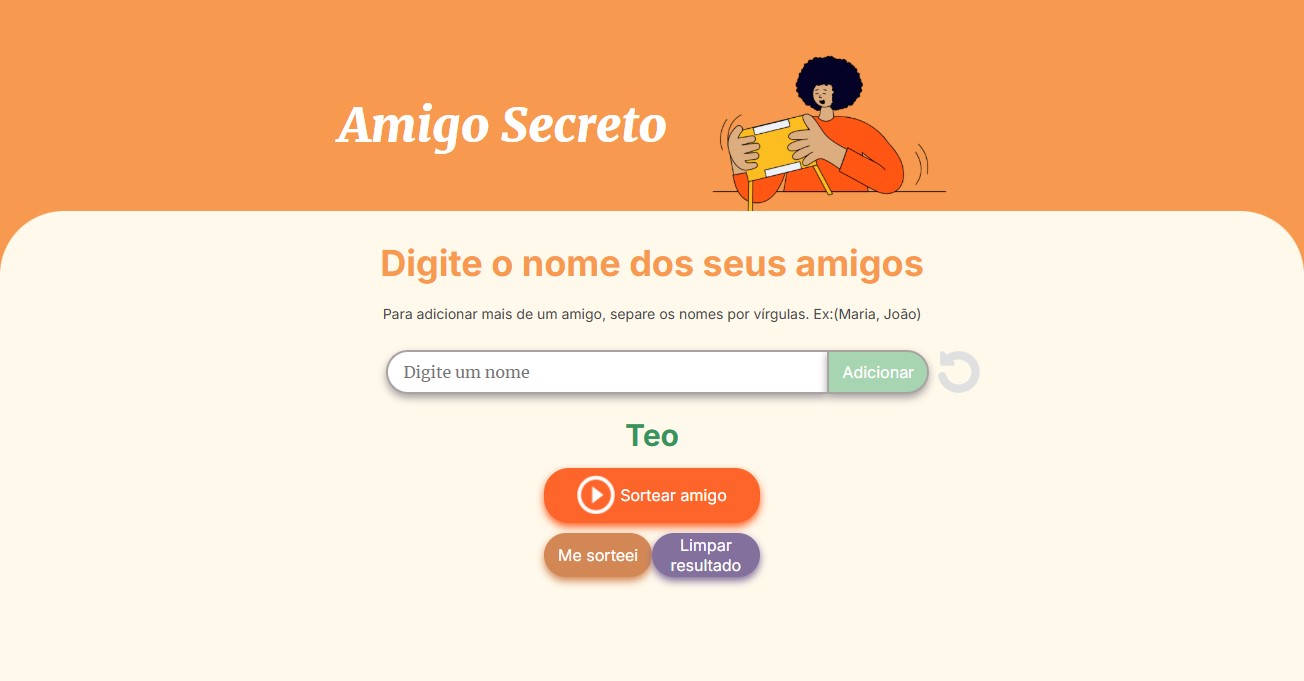 Amigo Secreto
Digite o nome dos seus amigos
Para adicionar mais de um amigo, separe os nomes por vírgulas. Ex:(Maria, João)
Digite um nome
Adicionar
Teo
Sortear amigo
Me sorteei
Limpar
resultado